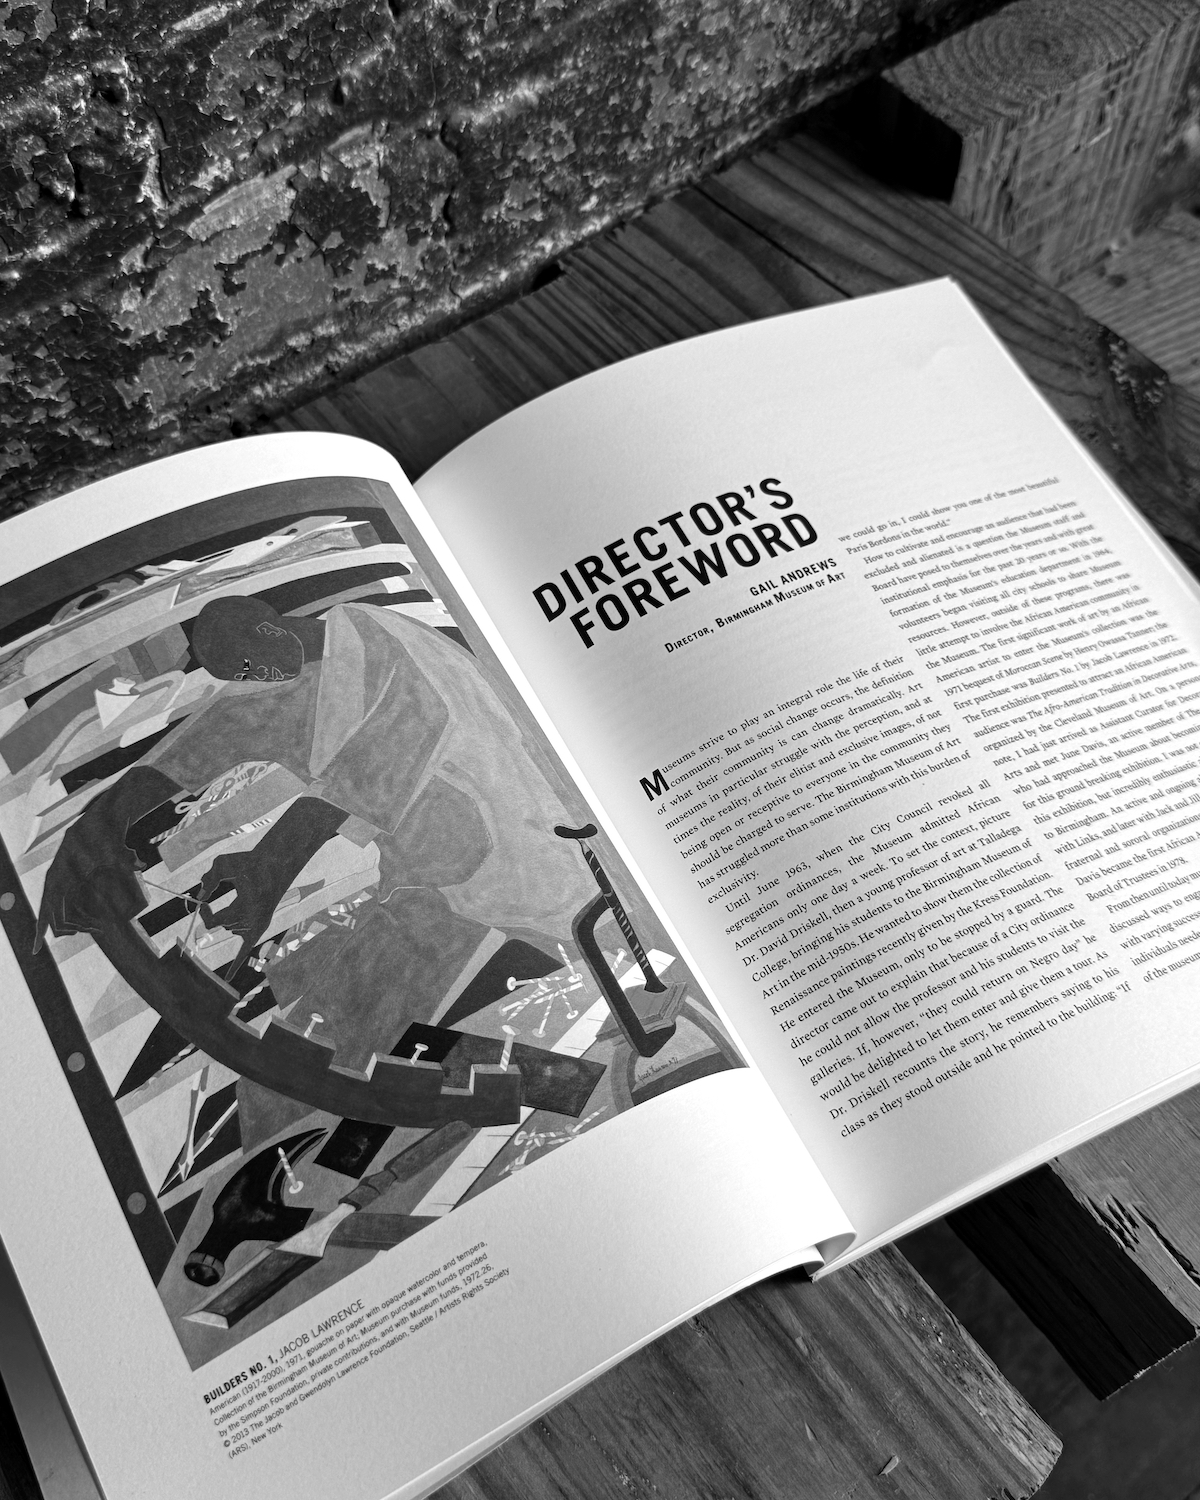 BUILDERS NO. 1, JACOB LAWRENCE
American (1917-2000), 1971, gouache on paper with opaque watercolor and tempera,
Collection of the Birmingham Museum of Art, Museum purchase with funds provided
by the Simpson Foundation, private contributions, and with Museum funds, 1972.26,
© 2013 The Jacob and Gwendolyn Lawrence Foundation, Seattle / Artists Rights Society
(ARS), New York
DIRECTOR'S
FOREWORD
GAIL ANDREWS
DIRECTOR, BIRMINGHAM MUSEUM OF ART
Museums strive to play an integral role the life of their
community. But as social change occurs, the definition
of what their community is can change dramatically. Art
museums in particular struggle with the perception, and at
times the reality, of their elitist and exclusive images, of not
being open or receptive to everyone in the community they
should be charged to serve. The Birmingham Museum of Art
has struggled more than some institutions with this burden of
exclusivity.
Until June 1963, when the City Council revoked all
segregation ordinances, the Museum admitted African
Americans only one day a week. To set the context, picture
Dr. David Driskell, then a young professor of art at Talladega
College, bringing his students to the Birmingham Museum of
Art in the mid-1950s. He wanted to show them the collection of
Renaissance paintings recently given by the Kress Foundation.
He entered the Museum, only to be stopped by a guard. The
director came out to explain that because of a City ordinance
he could not allow the professor and his students to visit the
galleries. If, however, "they could return on Negro day" he
would be delighted to let them enter and give them a tour. As
Dr. Driskell recounts the story, he remembers saying to his
class as they stood outside and he pointed to the building: "If
we could go in, I could show you one of the most beautiful
Paris Bordons in the world."
How to cultivate and encourage an audience that had been
excluded and alienated is a question the Museum staff and
Board have posed to themselves over the years and with great
institutional emphasis for the past 20 years or so. With the
formation of the Museum's education department in 1964,
volunteers began visiting all city schools to share Museum
resources. However, outside of these programs, there was
little attempt to involve the African American community in
the Museum. The first significant work of art by an African
American artist to enter the Museum's collection was the
1971 bequest of Moroccan Scene by Henry Ossawa Tanner; the
first purchase was Builders No. 1 by Jacob Lawrence in 1972.
The first exhibition presented to attract an African American
audience was The Afro-American Tradition in Decorative Arts
organized by the Cleveland Museum of Art. On a person
note, I had just arrived as Assistant Curator for Deco
Arts and met June Davis, an active member of The
who had approached the Museum about becom
for this ground breaking exhibition. I was not
this exhibition, but incredibly enthusiastic
to Birmingham. An active and ongoing
with Links, and later with Jack and Jill
fraternal and sororal organization
Davis became the first African
Board of Trustees in 1978.
From then until today m
discussed ways to en
with varying succe
individuals neede
of the museum